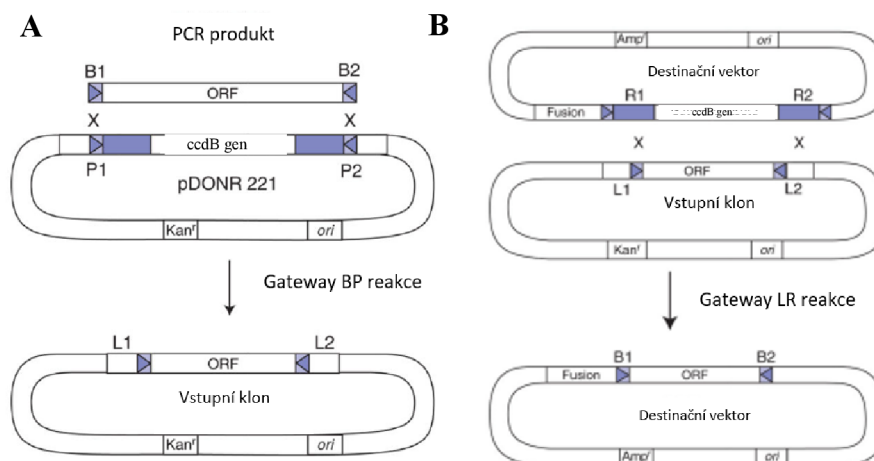 A
PCR produkt
B1
B2
ORF
X
X
ccdB gen
P1
P2
pDONR 221
Kanʳ
ori
Gateway BP reakce
L1
L2
ORF
Vstupní klon
Kanʳ
ori
B
Ampʳ
ori
Destinační vektor
R1
R2
Fusion
ccdB gen
X
X
ORF
L1
L2
Vstupní klon
Kanʳ
ori
Gateway LR reakce
B1
B2
Fusion
ORF
Destinační vektor
Ampʳ
ori